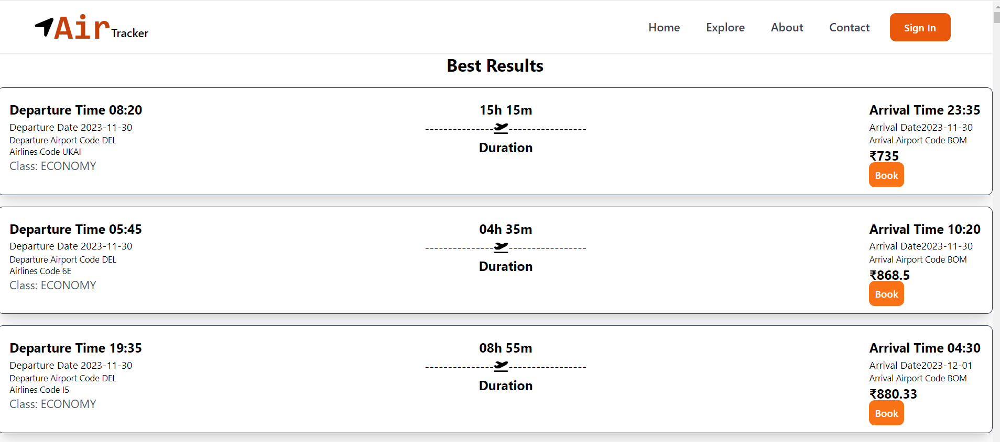 Air Tracker
Home Explore About Contact Sign In
Best Results
Departure Time 08:20
Departure Date 2023-11-30
Departure Airport Code DEL
Airlines Code UKAI
Class: ECONOMY
15h 15m
---------------✈-----------------
Duration
Arrival Time 23:35
Arrival Date2023-11-30
Arrival Airport Code BOM
₹735
Book
Departure Time 05:45
Departure Date 2023-11-30
Departure Airport Code DEL
Airlines Code 6E
Class: ECONOMY
04h 35m
---------------✈-----------------
Duration
Arrival Time 10:20
Arrival Date2023-11-30
Arrival Airport Code BOM
₹868.5
Book
Departure Time 19:35
Departure Date 2023-11-30
Departure Airport Code DEL
Airlines Code I5
Class: ECONOMY
08h 55m
---------------✈-----------------
Duration
Arrival Time 04:30
Arrival Date2023-12-01
Arrival Airport Code BOM
₹880.33
Book